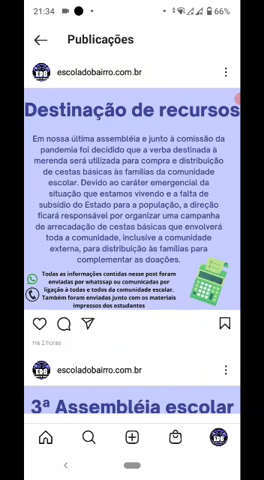 21:34
66%
Publicações
EDB
escoladobairro.com.br
Destinação de recursos
Em nossa última assembléia e junto à comissão da
pandemia foi decidido que a verba destinada à
merenda será utilizada para compra e distribuição
de cestas básicas às famílias da comunidade
escolar. Devido ao caráter emergencial da
situação que estamos vivendo e a falta de
subsídio do Estado para a população, a direção
ficará responsável por organizar uma campanha
de arrecadação de cestas básicas que envolverá
toda a comunidade, inclusive a comunidade
externa, para distribuição às famílias para
complementar as doações.
Todas as informações contidas nesse post foram
enviadas por whatssap ou comunicadas por
ligação à todas e todos da comunidade escolar.
Também foram enviadas junto com os materiais
impressos dos estudantes
Há 2 horas
EDB
escoladobairro.com.br
3ª Assembléia escolar
EDB